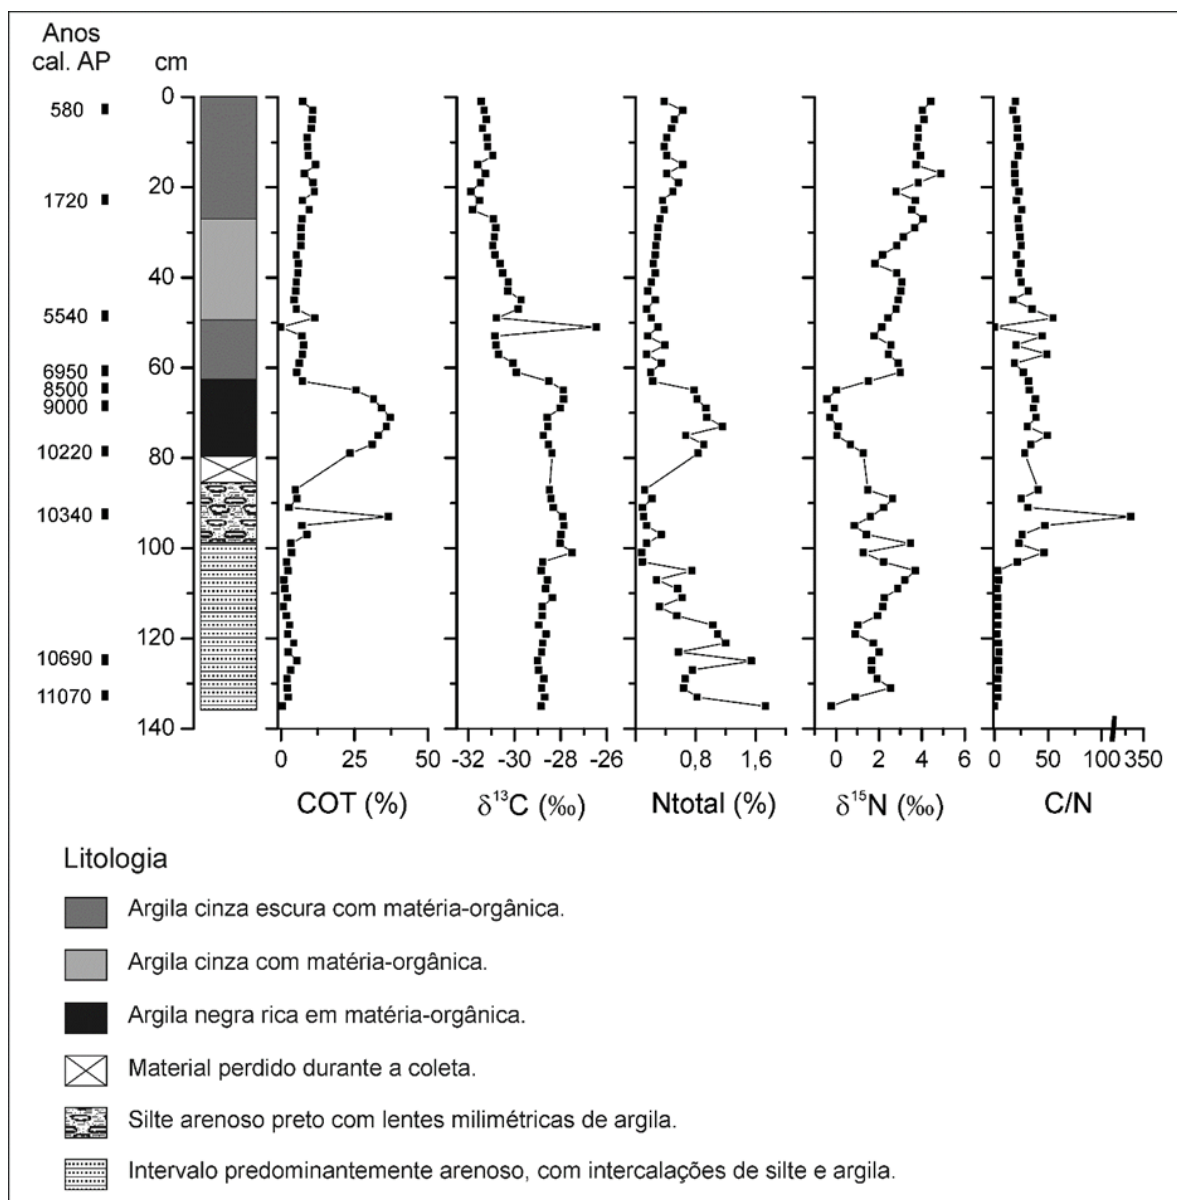 Anos
cal. AP
cm
580
1720
5540
6950
8500
9000
10220
10340
10690
11070
0
20
40
60
80
100
120
140
0 25 50
-32 -30 -28 -26
0,8 1,6
0 2 4 6
0 50 100 350
COT (%)
δ¹³C (‰)
Ntotal (%)
δ¹⁵N (‰)
C/N
Litologia
Argila cinza escura com matéria-orgânica.
Argila cinza com matéria-orgânica.
Argila negra rica em matéria-orgânica.
Material perdido durante a coleta.
Silte arenoso preto com lentes milimétricas de argila.
Intervalo predominantemente arenoso, com intercalações de silte e argila.